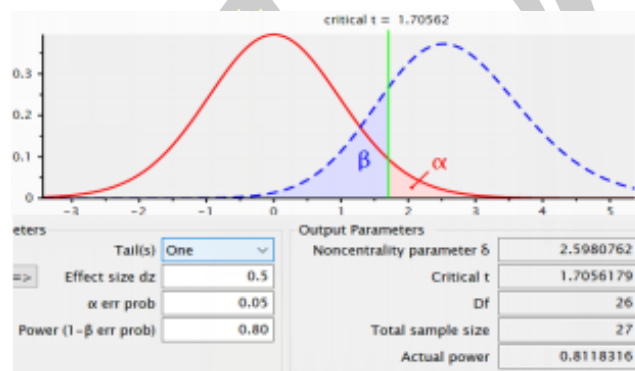 critical t = 1.70562
0.3
0.2
0.1
0
β
α
-3 -2 -1 0 1 2 3 4 5
eters
Output Parameters
Tail(s) One
Noncentrality parameter δ 2.5980762
=> Effect size dz 0.5
Critical t 1.7056179
α err prob 0.05
Df 26
Power (1-β err prob) 0.80
Total sample size 27
Actual power 0.8118316